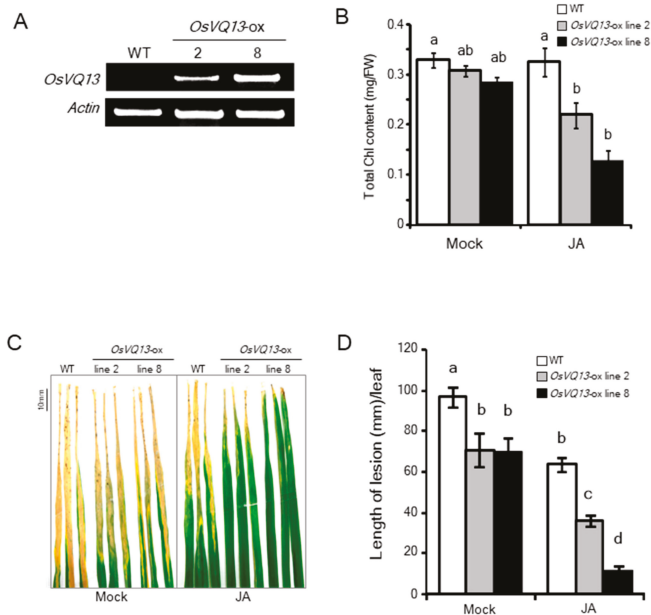 A
OsVQ13-ox
WT 2 8
OsVQ13
Actin
B
WT
OsVQ13-ox line 2
OsVQ13-ox line 8
Total Chl content (mg/FW)
0.4
0.3
0.2
0.1
0
a ab ab
a b b
Mock JA
C
OsVQ13-ox OsVQ13-ox
WT line 2 line 8 WT line 2 line 8
10mm
Mock JA
D
WT
OsVQ13-ox line 2
OsVQ13-ox line 8
Length of lesion (mm)/leaf
120
100
80
60
40
20
0
a b b
b c d
Mock JA